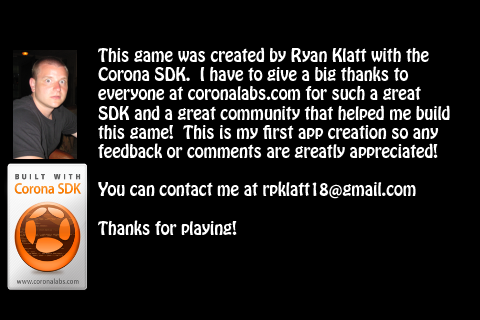 This game was created by Ryan Klatt with the
Corona SDK.  I have to give a big thanks to
everyone at coronalabs.com for such a great
SDK and a great community that helped me build
this game!  This is my first app creation so any
feedback or comments are greatly appreciated!
You can contact me at rpklatt18@gmail.com
Thanks for playing!
BUILT WITH
Corona SDK
www.coronalabs.com